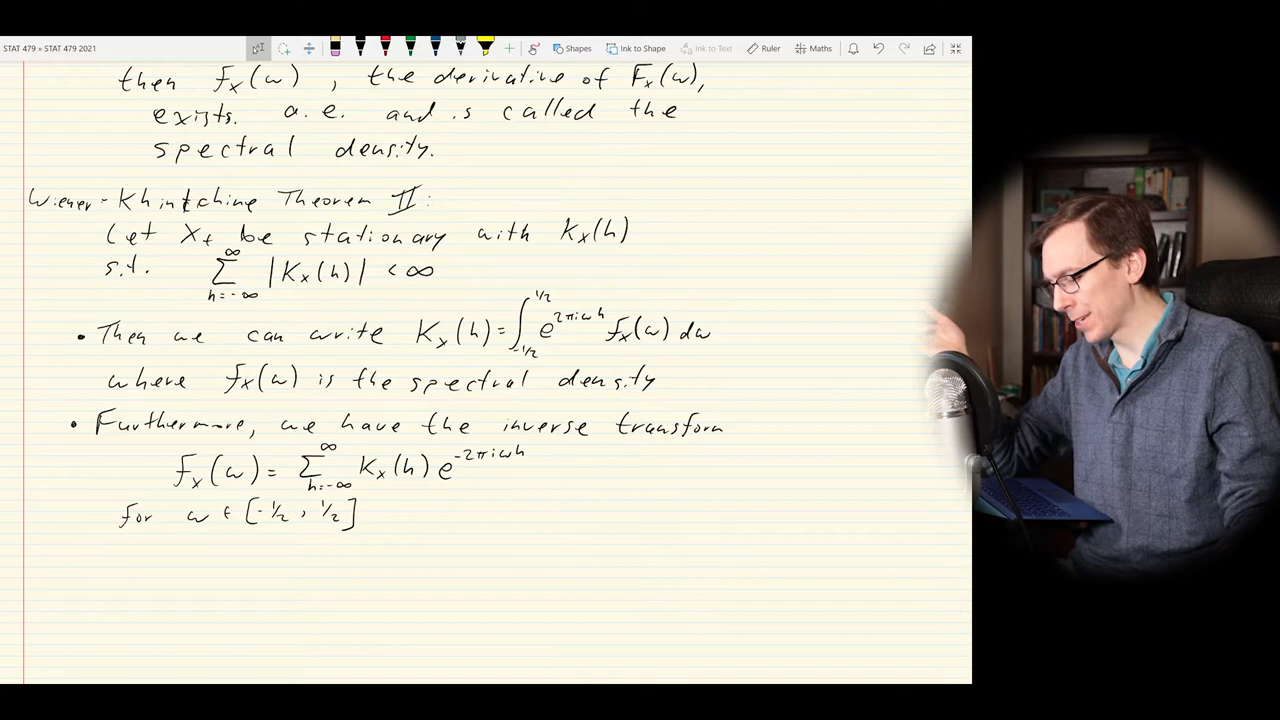 STAT 479 » STAT 479 2021
Shapes Ink to Shape Ink to Text Ruler Maths
then fₓ(ω), the derivative of Fₓ(ω),
exists. a.e. and is called the
spectral density.
Wiener-Khintchine Theorem II:
Let Xₜ be stationary with Kₓ(h)
s.t. ∑_{h=-∞}^{∞} |Kₓ(h)| < ∞
• Then we can write Kₓ(h) = ∫_{-1/2}^{1/2} e^{2πiωh} fₓ(ω) dω
where fₓ(ω) is the spectral density
• Furthermore, we have the inverse transform
fₓ(ω) = ∑_{h=-∞}^{∞} Kₓ(h) e^{-2πiωh}
for ω ∈ [-1/2, 1/2]